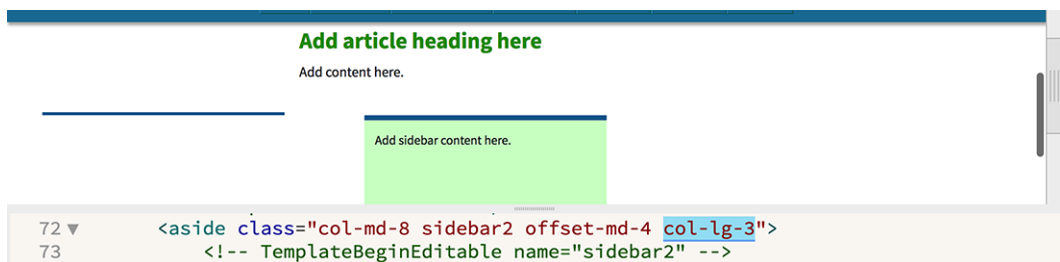 Add article heading here
Add content here.
Add sidebar content here.
72 ▼ <aside class="col-md-8 sidebar2 offset-md-4 col-lg-3">
73 <!-- TemplateBeginEditable name="sidebar2" -->